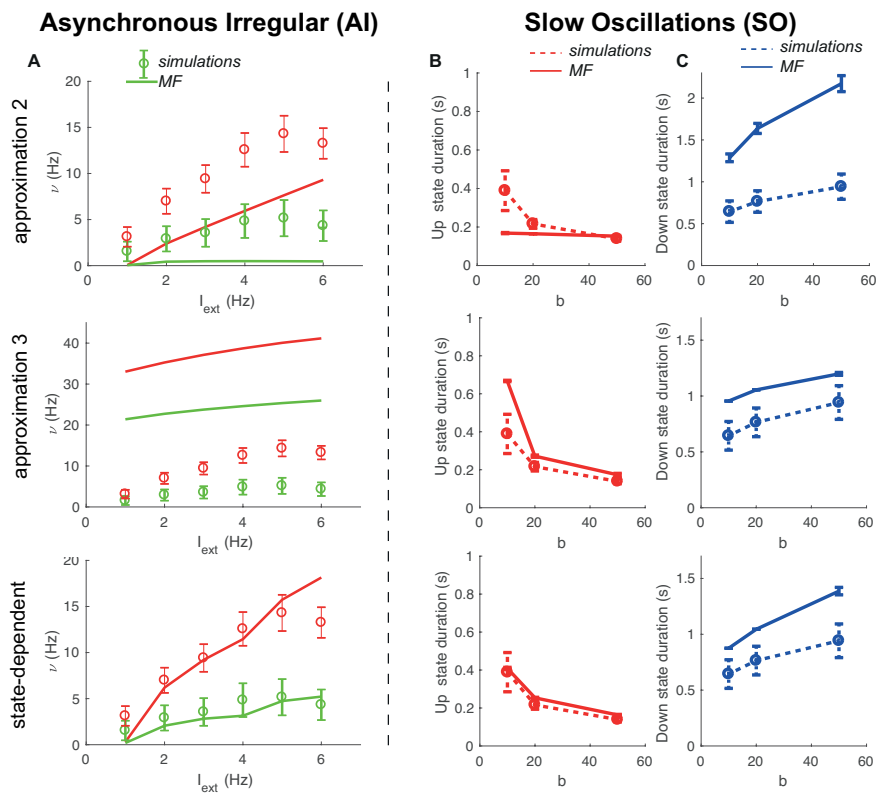 Asynchronous Irregular (AI)
Slow Oscillations (SO)
A
simulations
MF
B
simulations
MF
C
simulations
MF
approximation 2
20
15
10
5
0
ν (Hz)
0 2 4 6
I_ext (Hz)
1
0.8
0.6
0.4
0.2
0
Up state duration (s)
0 20 40 60
b
2
1.5
1
0.5
0
Down state duration (s)
0 20 40 60
b
approximation 3
40
30
20
10
0
ν (Hz)
0 2 4 6
I_ext (Hz)
1
0.8
0.6
0.4
0.2
0
Up state duration (s)
0 20 40 60
b
2
1.5
1
0.5
0
Down state duration (s)
0 20 40 60
b
state-dependent
20
15
10
5
0
ν (Hz)
0 2 4 6
I_ext (Hz)
1
0.8
0.6
0.4
0.2
0
Up state duration (s)
0 20 40 60
b
1.5
1
0.5
0
Down state duration (s)
0 20 40 60
b